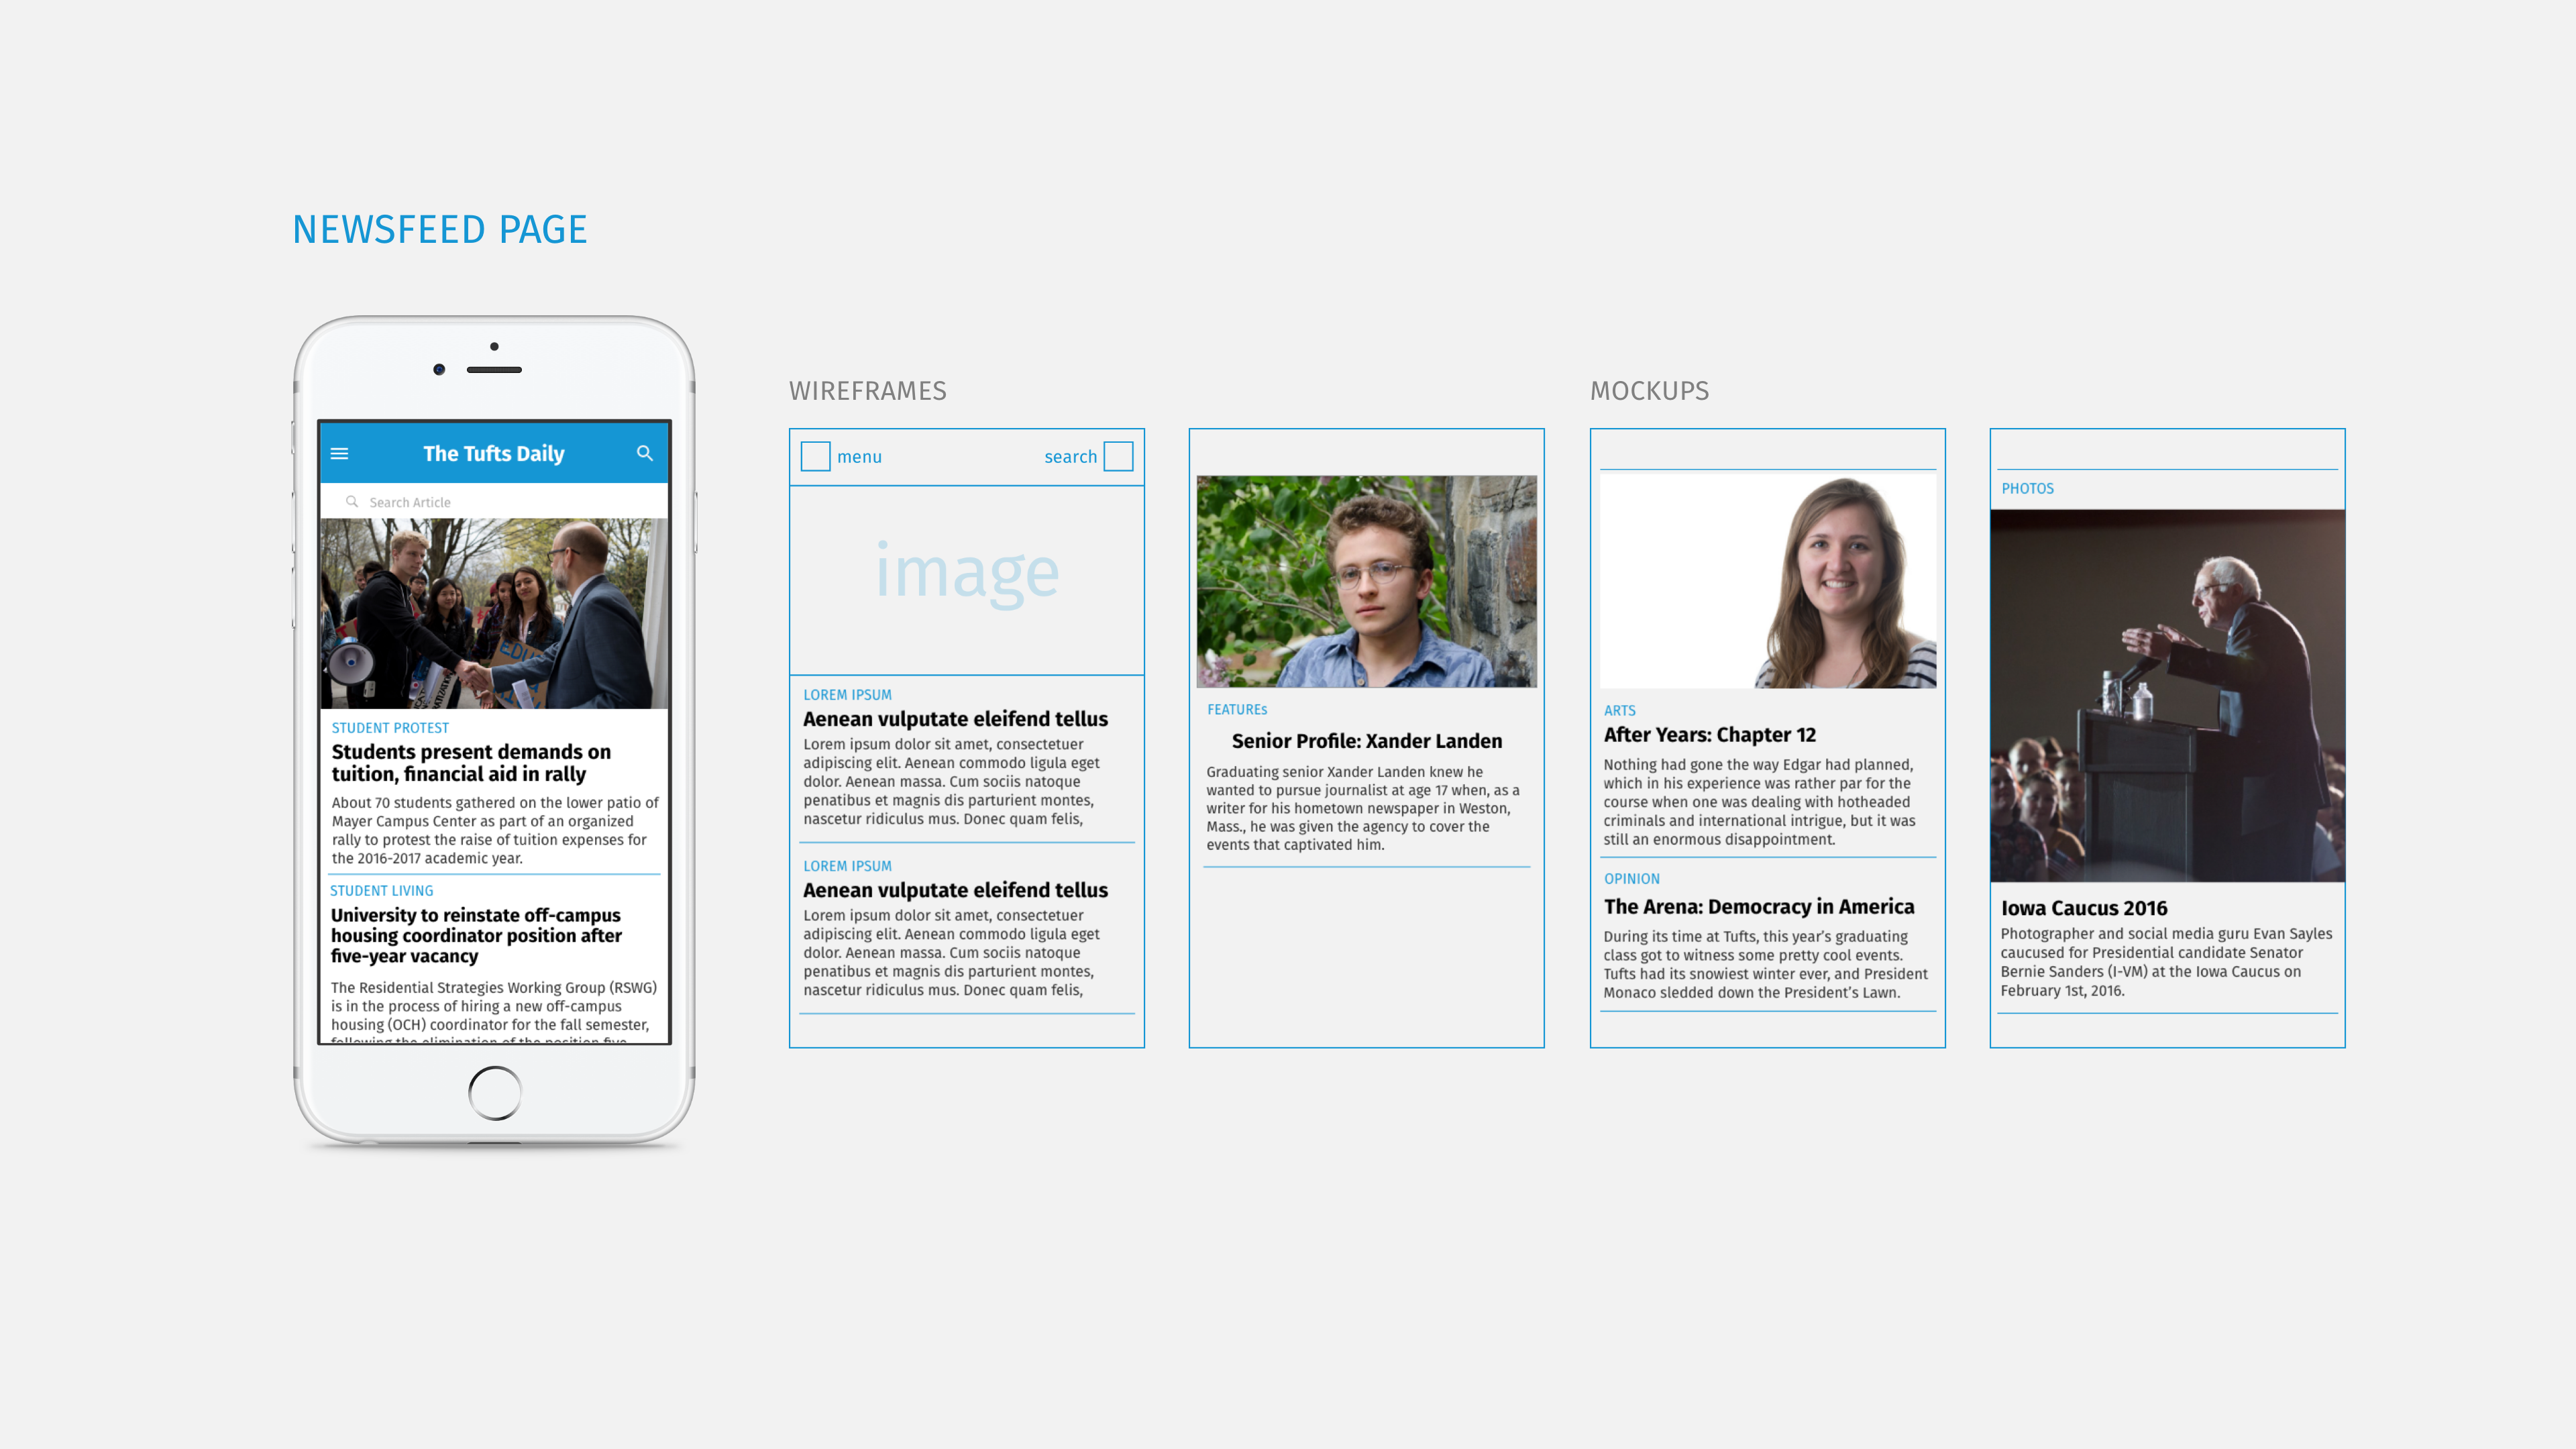 NEWSFEED PAGE
The Tufts Daily
Search Article
EDU
STUDENT PROTEST
Students present demands on
tuition, financial aid in rally
About 70 students gathered on the lower patio of
Mayer Campus Center as part of an organized
rally to protest the raise of tuition expenses for
the 2016-2017 academic year.
STUDENT LIVING
University to reinstate off-campus
housing coordinator position after
five-year vacancy
The Residential Strategies Working Group (RSWG)
is in the process of hiring a new off-campus
housing (OCH) coordinator for the fall semester,
following the elimination of the position five-
WIREFRAMES
menu
search
image
LOREM IPSUM
Aenean vulputate eleifend tellus
Lorem ipsum dolor sit amet, consectetuer
adipiscing elit. Aenean commodo ligula eget
dolor. Aenean massa. Cum sociis natoque
penatibus et magnis dis parturient montes,
nascetur ridiculus mus. Donec quam felis,
LOREM IPSUM
Aenean vulputate eleifend tellus
Lorem ipsum dolor sit amet, consectetuer
adipiscing elit. Aenean commodo ligula eget
dolor. Aenean massa. Cum sociis natoque
penatibus et magnis dis parturient montes,
nascetur ridiculus mus. Donec quam felis,
FEATUREs
Senior Profile: Xander Landen
Graduating senior Xander Landen knew he
wanted to pursue journalist at age 17 when, as a
writer for his hometown newspaper in Weston,
Mass., he was given the agency to cover the
events that captivated him.
MOCKUPS
ARTS
After Years: Chapter 12
Nothing had gone the way Edgar had planned,
which in his experience was rather par for the
course when one was dealing with hotheaded
criminals and international intrigue, but it was
still an enormous disappointment.
OPINION
The Arena: Democracy in America
During its time at Tufts, this year's graduating
class got to witness some pretty cool events.
Tufts had its snowiest winter ever, and President
Monaco sledded down the President's Lawn.
PHOTOS
Iowa Caucus 2016
Photographer and social media guru Evan Sayles
caucused for Presidential candidate Senator
Bernie Sanders (I-VM) at the Iowa Caucus on
February 1st, 2016.